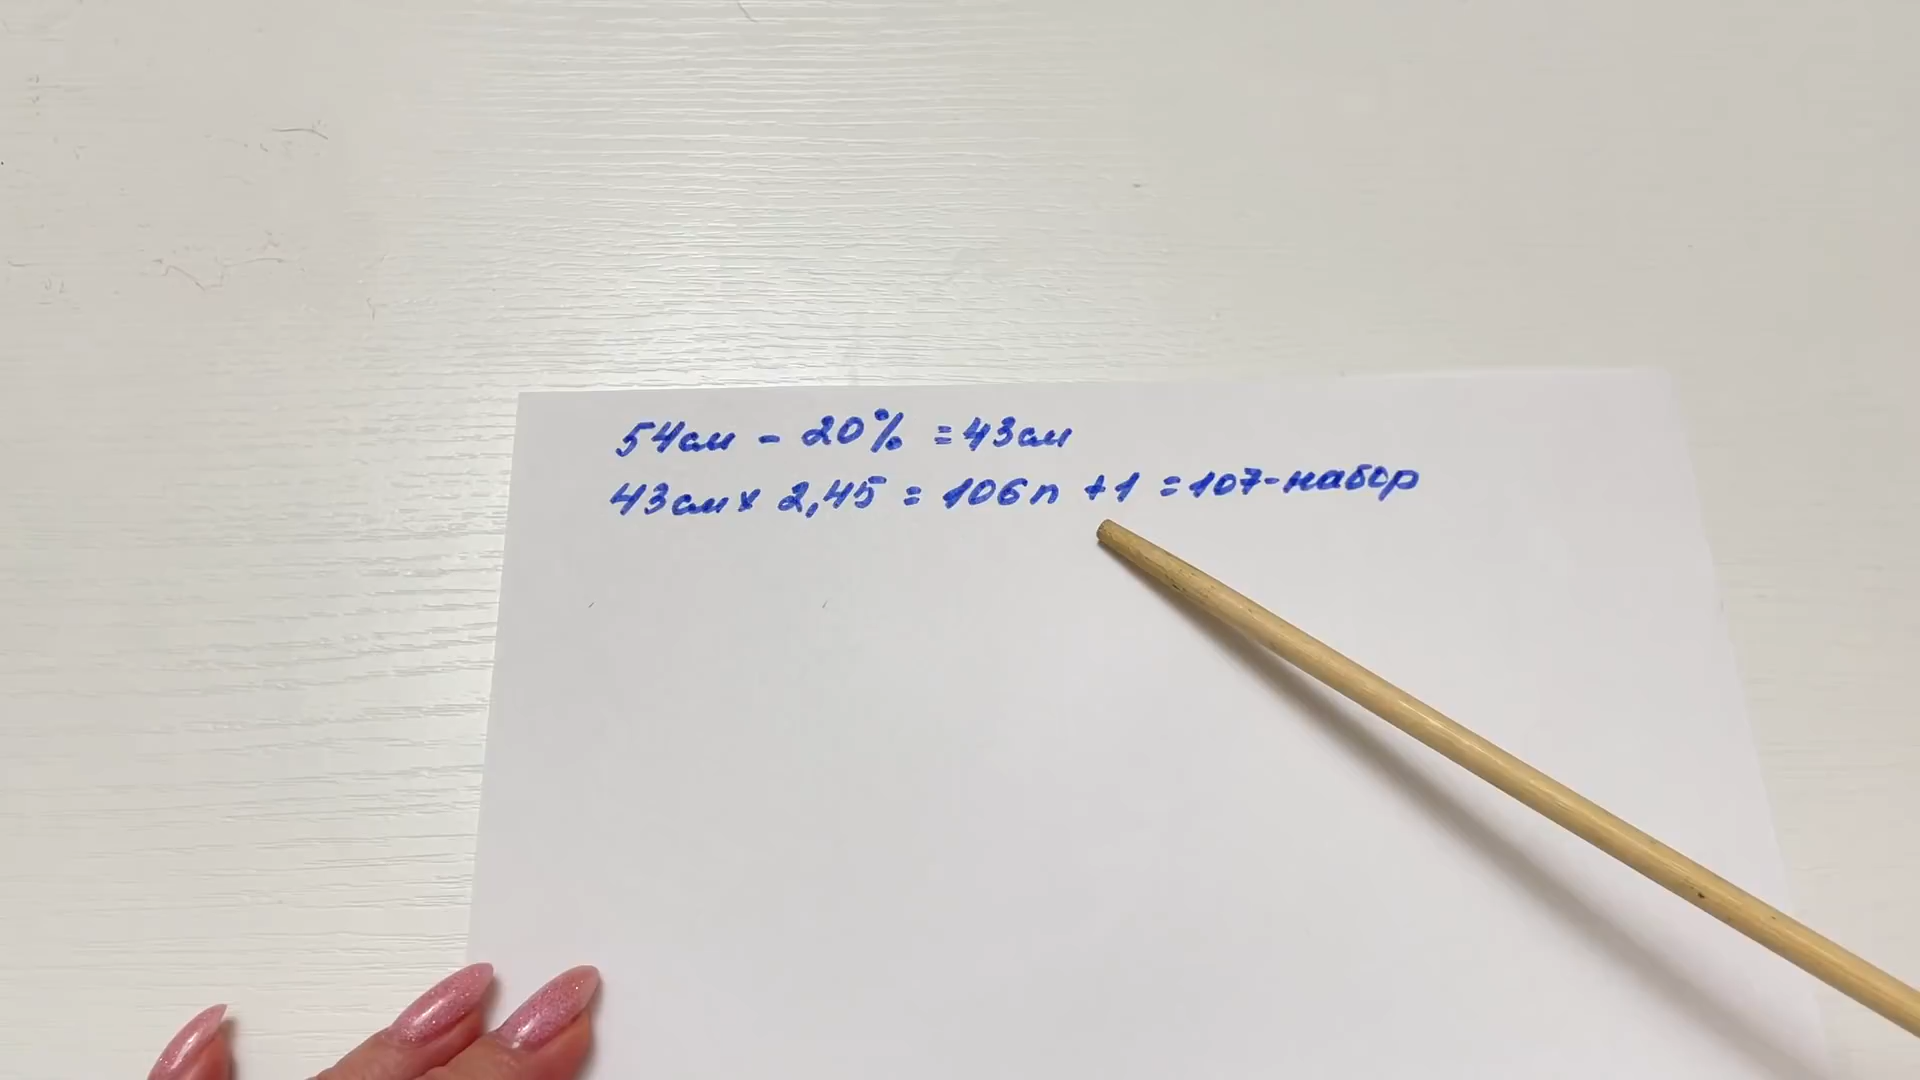 54см - 20% = 43см
43см x 2,45 = 106п + 1 = 107-набор